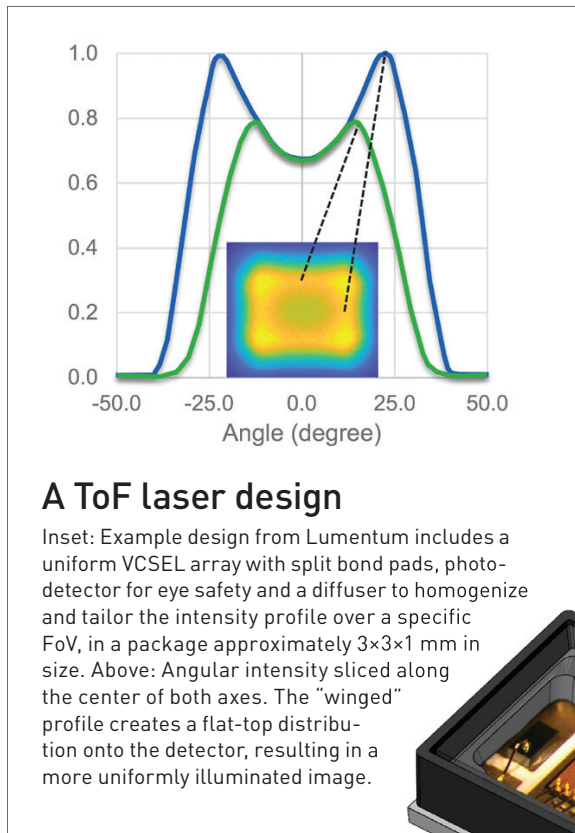 1.0
0.8
0.6
0.4
0.2
0.0
-50.0 -25.0 0.0 25.0 50.0
Angle (degree)
A ToF laser design
Inset: Example design from Lumentum includes a
uniform VCSEL array with split bond pads, photo-
detector for eye safety and a diffuser to homogenize
and tailor the intensity profile over a specific
FoV, in a package approximately 3×3×1 mm in
size. Above: Angular intensity sliced along
the center of both axes. The “winged”
profile creates a flat-top distribu-
tion onto the detector, resulting in a
more uniformly illuminated image.